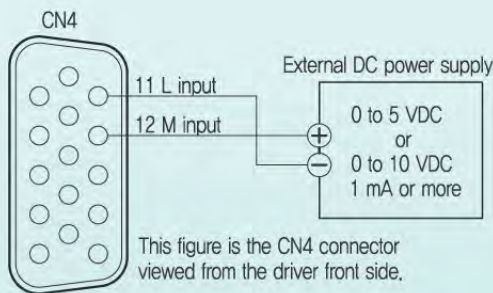 CN4
11 L input
12 M input
External DC power supply
0 to 5 VDC
or
0 to 10 VDC
1 mA or more
This figure is the CN4 connector
viewed from the driver front side.